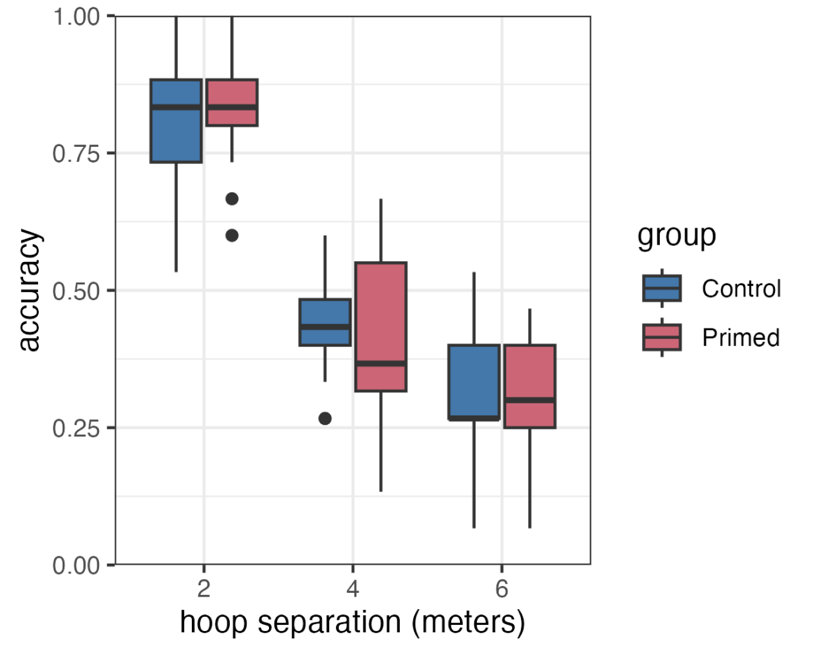 1.00
0.75
0.50
0.25
0.00
accuracy
2 4 6
hoop separation (meters)
group
Control
Primed